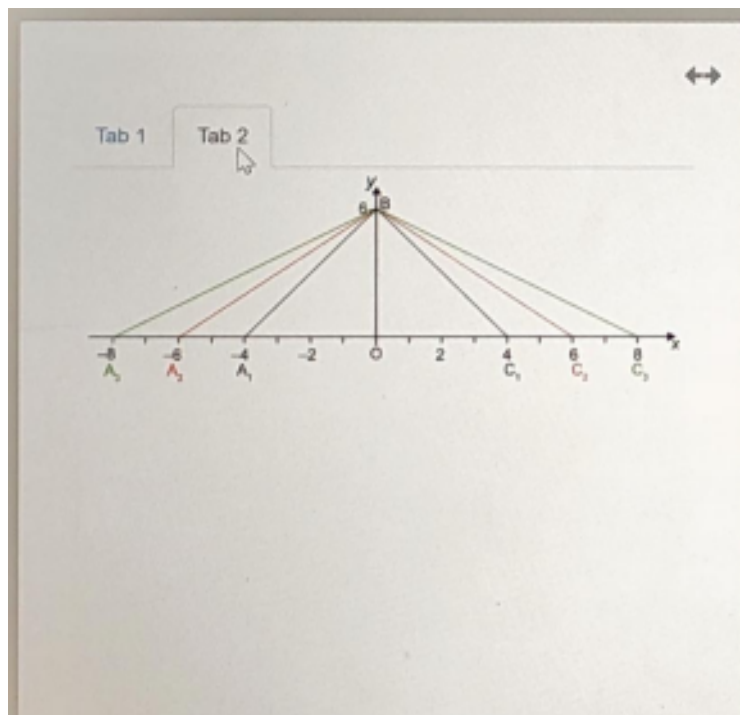 Tab 1 Tab 2
y
6 B
-8 -6 -4 -2 O 2 4 6 8 x
A₃ A₂ A₁ C₁ C₂ C₃